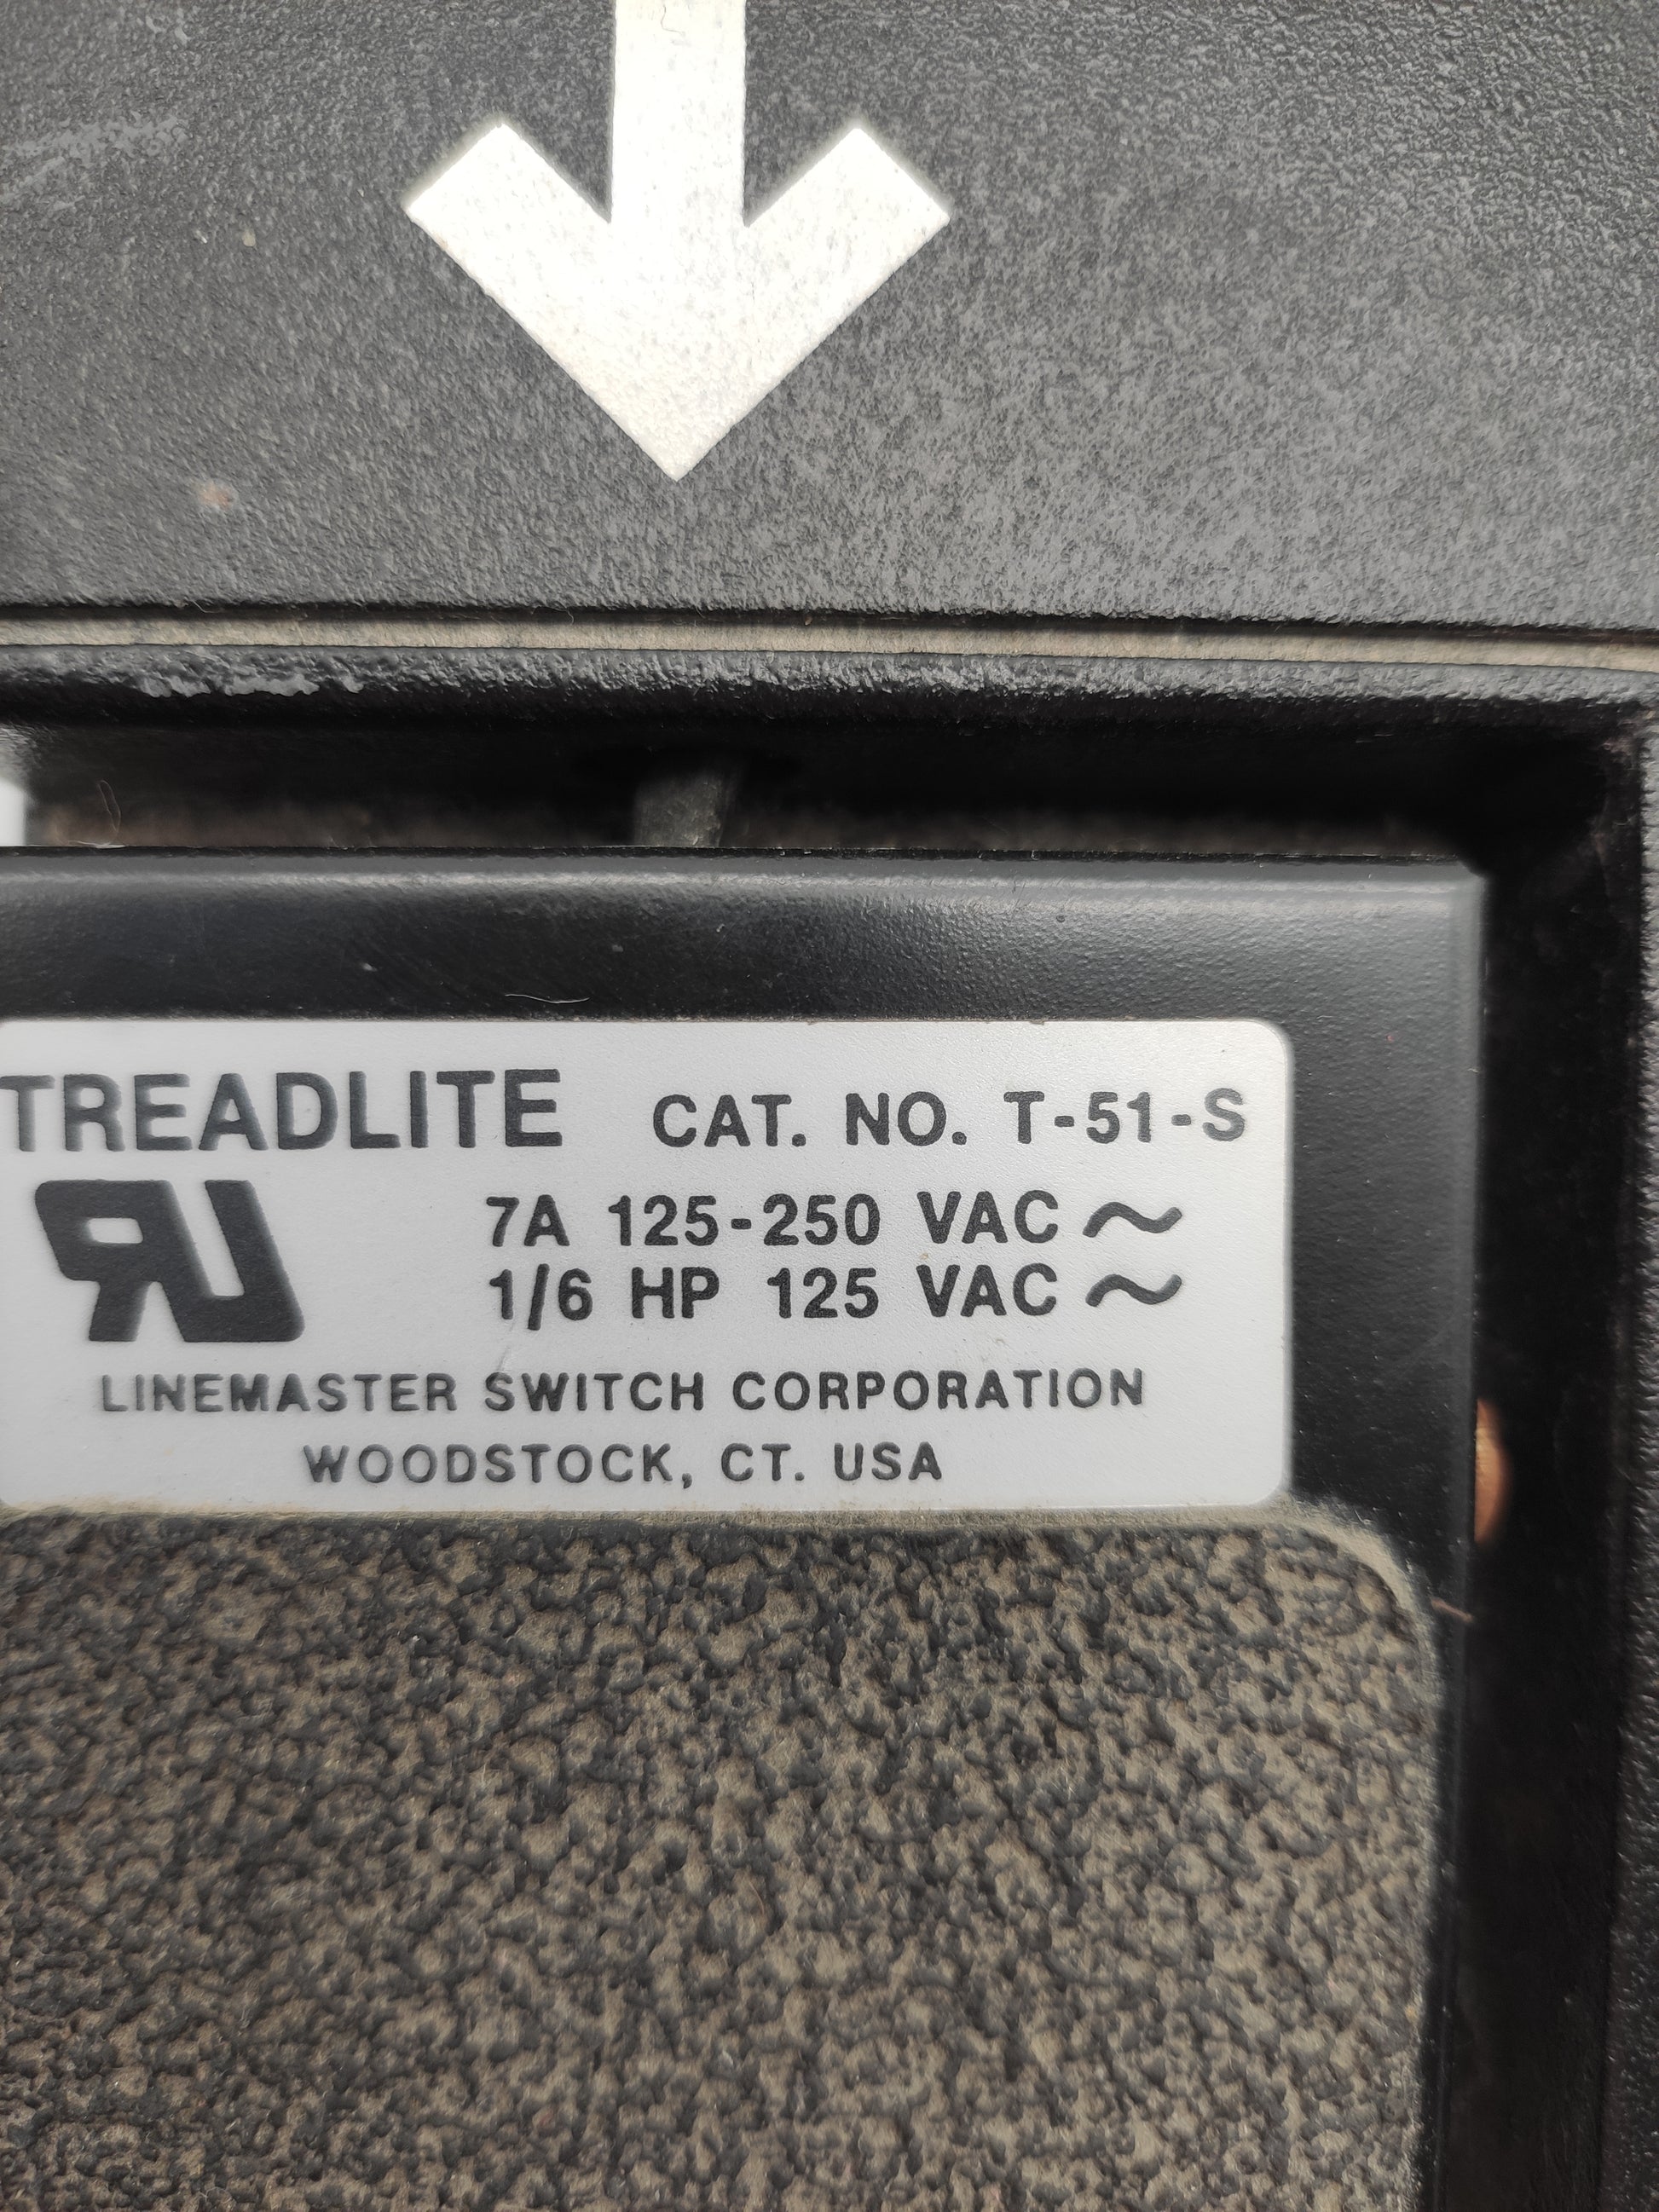 TREADLITE CAT. NO. T-51-S
7A 125-250 VAC ~
1/6 HP 125 VAC ~
LINEMASTER SWITCH CORPORATION
WOODSTOCK, CT. USA